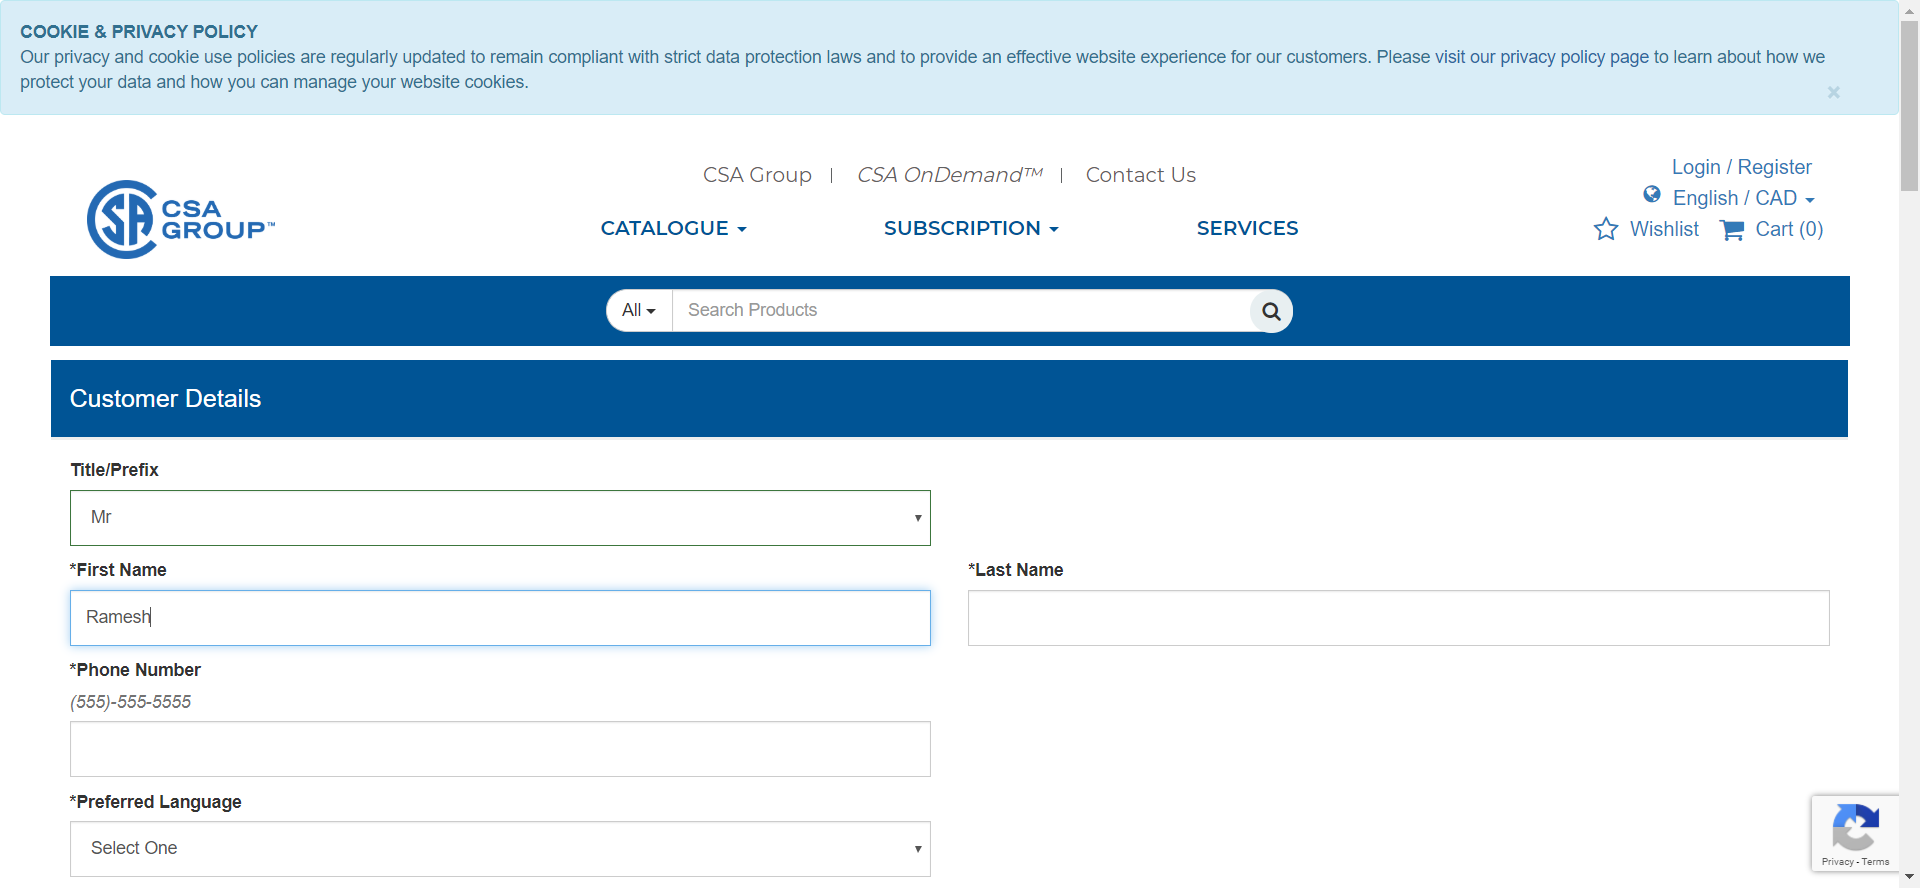 COOKIE & PRIVACY POLICY
Our privacy and cookie use policies are regularly updated to remain compliant with strict data protection laws and to provide an effective website experience for our customers. Please visit our privacy policy page to learn about how we
protect your data and how you can manage your website cookies.
×
CSA Group | CSA OnDemand™ | Contact Us
Login / Register
English / CAD
CSA
GROUP™
CATALOGUE
SUBSCRIPTION
SERVICES
Wishlist
Cart (0)
All
Search Products
Customer Details
Title/Prefix
Mr
*First Name
*Last Name
Ramesh
*Phone Number
(555)-555-5555
*Preferred Language
Select One
Privacy - Terms